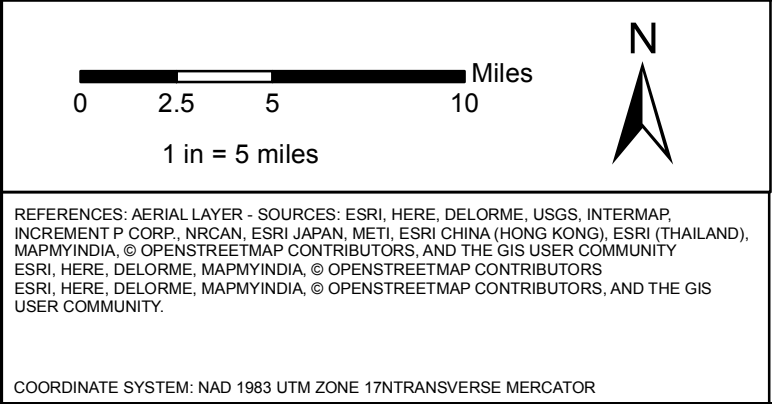 N
Miles
0 2.5 5 10
1 in = 5 miles
REFERENCES: AERIAL LAYER - SOURCES: ESRI, HERE, DELORME, USGS, INTERMAP,
INCREMENT P CORP., NRCAN, ESRI JAPAN, METI, ESRI CHINA (HONG KONG), ESRI (THAILAND),
MAPMYINDIA, © OPENSTREETMAP CONTRIBUTORS, AND THE GIS USER COMMUNITY
ESRI, HERE, DELORME, MAPMYINDIA, © OPENSTREETMAP CONTRIBUTORS
ESRI, HERE, DELORME, MAPMYINDIA, © OPENSTREETMAP CONTRIBUTORS, AND THE GIS
USER COMMUNITY.
COORDINATE SYSTEM: NAD 1983 UTM ZONE 17NTRANSVERSE MERCATOR